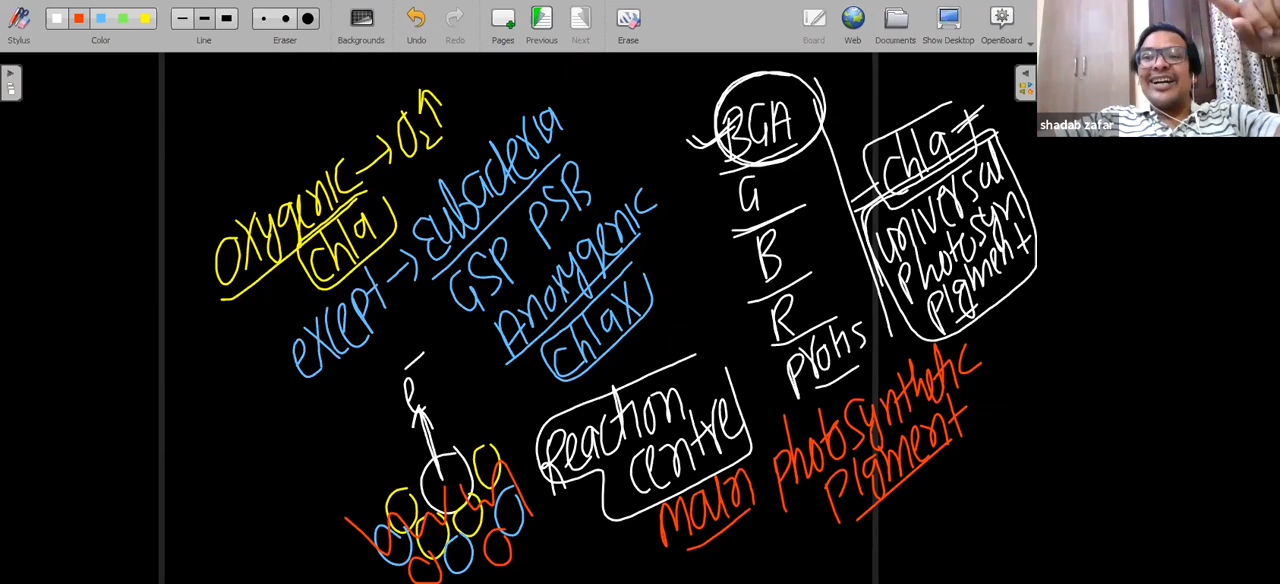 Stylus
Color
Line
Eraser
Backgrounds
Undo
Redo
Pages
Previous
Next
Erase
Board
Web
Documents
Show Desktop
OpenBoard
shadab zafar
oxygenic → O2↑
chla
except → Eubacteria
GSP PSB
Anoxygenic
chlax
BGA
G
B
R
protis
chla
universal
photosyn
pigment
e-
Reaction
centre
main photosynthetic
pigment